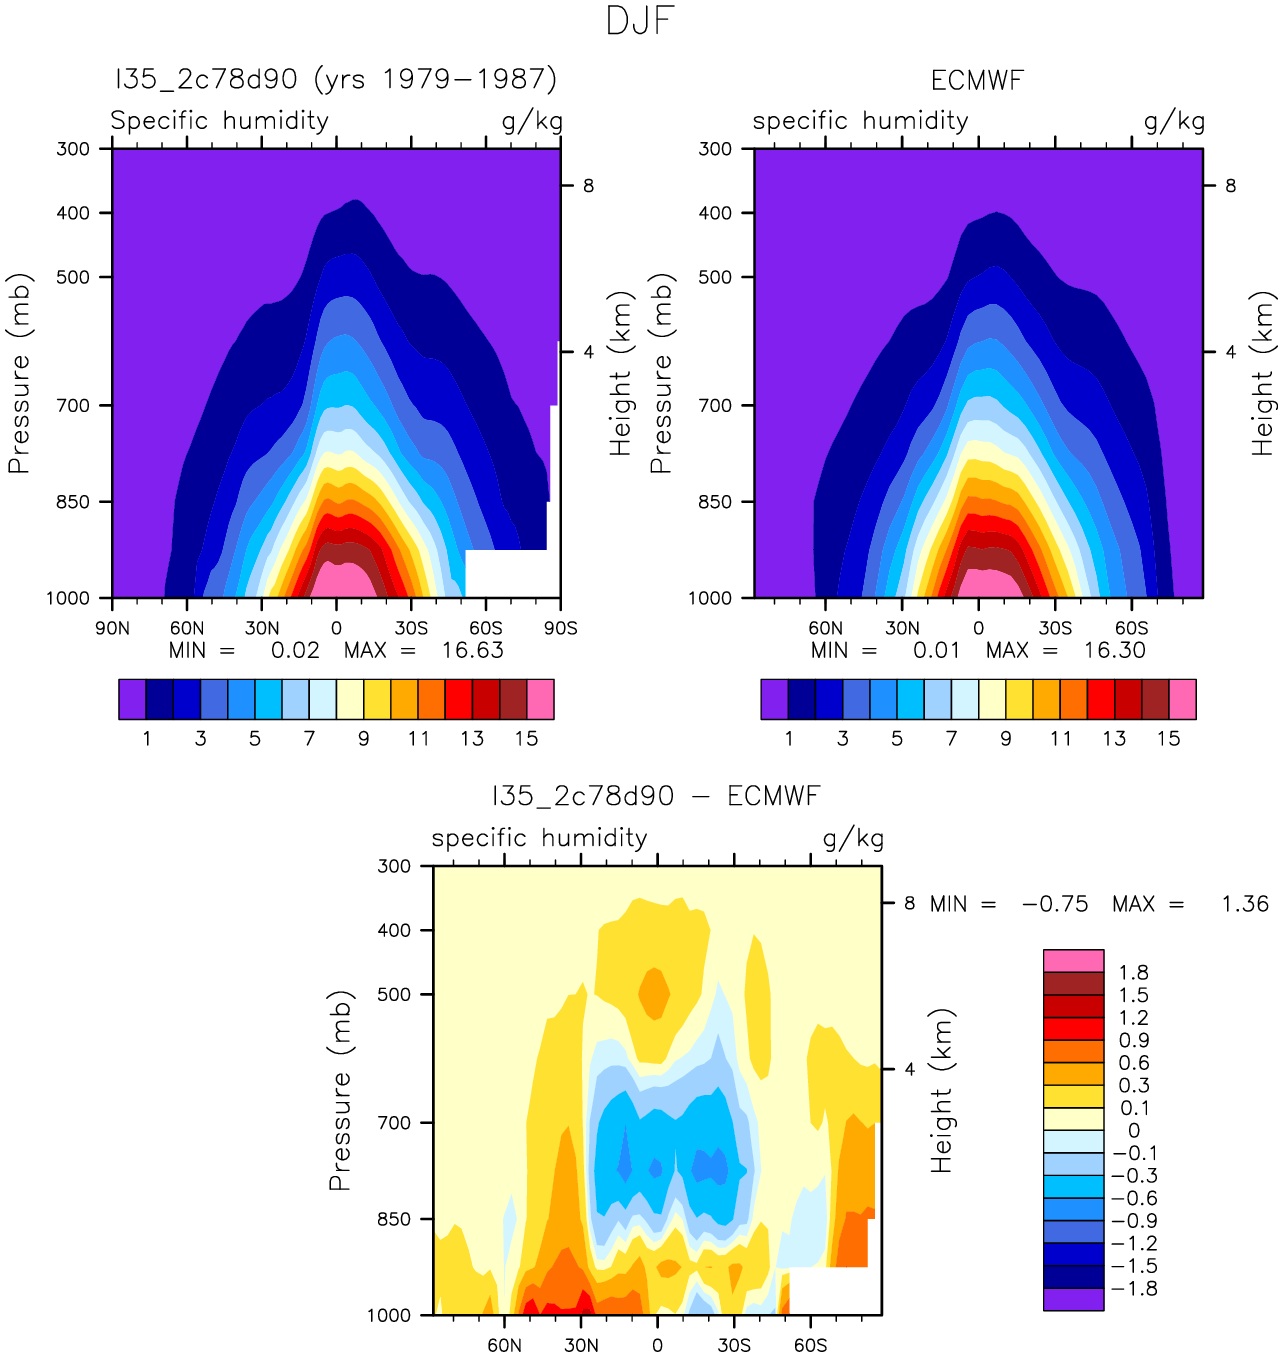 DJF
I35_2c78d90 (yrs 1979-1987)
Specific humidity g/kg
300
400
500
700
850
1000
Pressure (mb)
8
4
Height (km)
90N 60N 30N 0 30S 60S 90S
MIN = 0.02 MAX = 16.63
1 3 5 7 9 11 13 15
ECMWF
specific humidity g/kg
300
400
500
700
850
1000
Pressure (mb)
8
4
Height (km)
60N 30N 0 30S 60S
MIN = 0.01 MAX = 16.30
1 3 5 7 9 11 13 15
I35_2c78d90 - ECMWF
specific humidity g/kg
300
400
500
700
850
1000
Pressure (mb)
8
4
Height (km)
60N 30N 0 30S 60S
MIN = -0.75 MAX = 1.36
1.8
1.5
1.2
0.9
0.6
0.3
0.1
0
-0.1
-0.3
-0.6
-0.9
-1.2
-1.5
-1.8